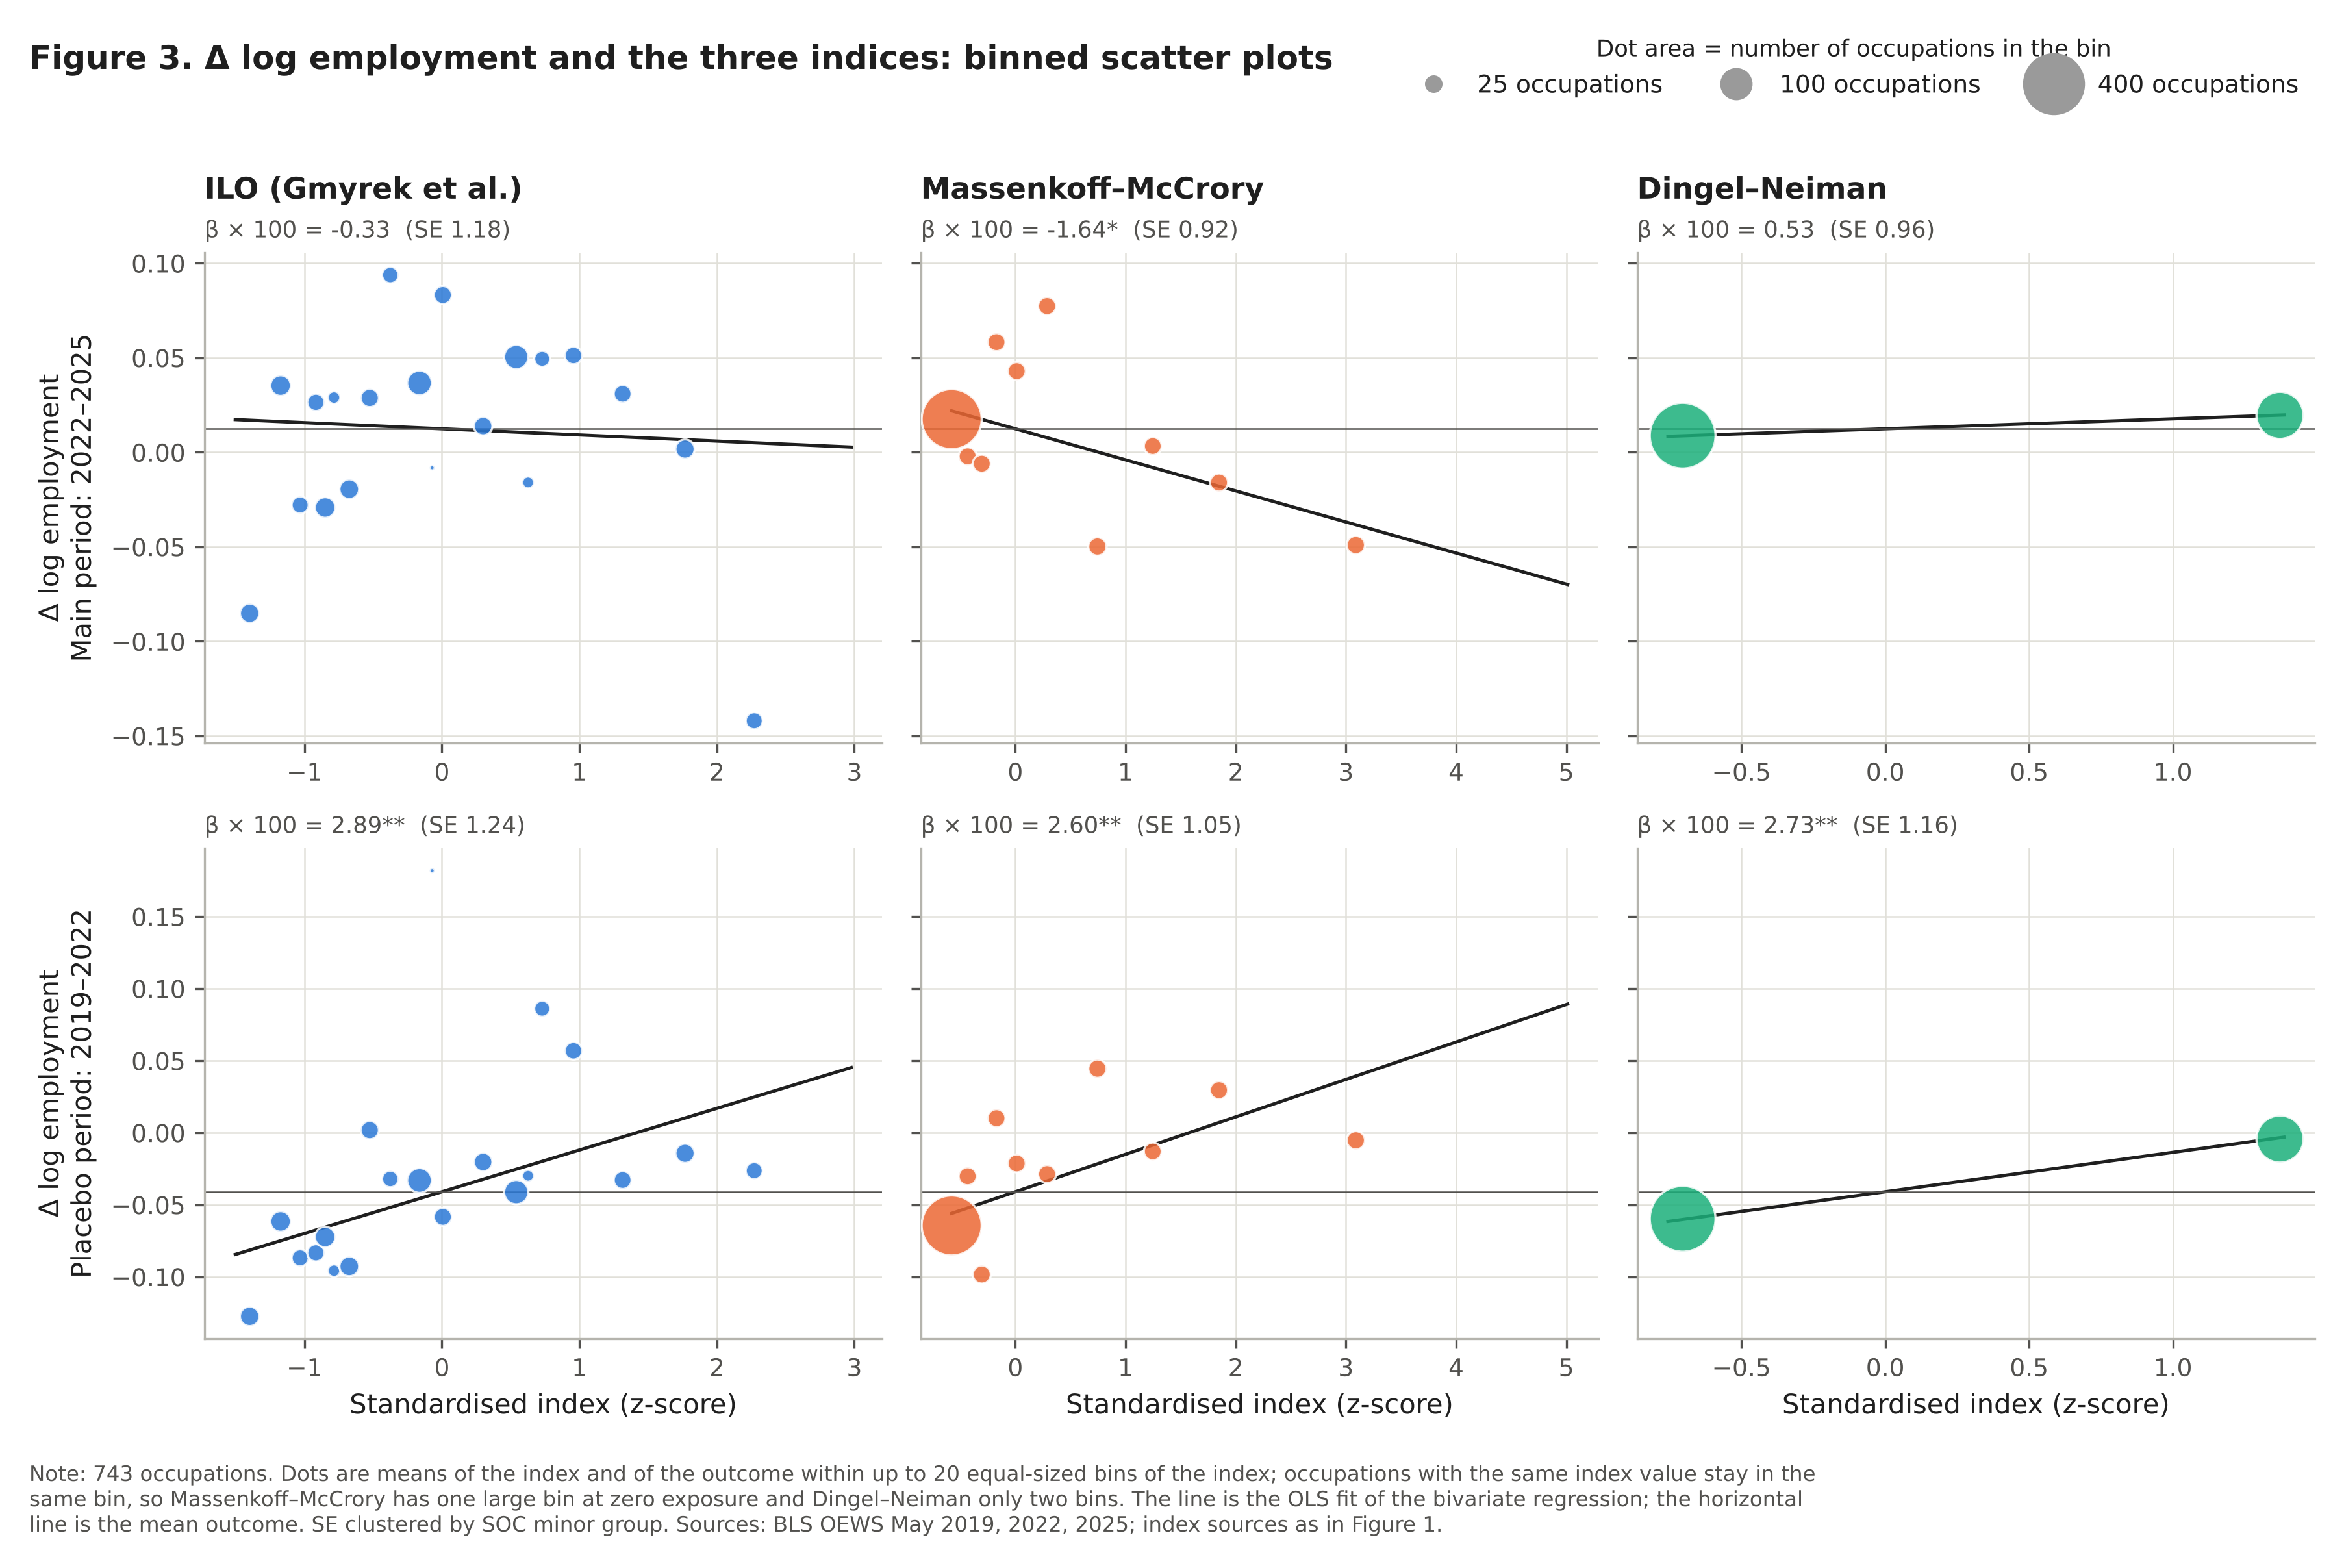 Figure 3. Δ log employment and the three indices: binned scatter plots
Dot area = number of occupations in the bin
25 occupations
100 occupations
400 occupations
ILO (Gmyrek et al.)
β × 100 = -0.33 (SE 1.18)
Massenkoff–McCrory
β × 100 = -1.64* (SE 0.92)
Dingel–Neiman
β × 100 = 0.53 (SE 0.96)
Δ log employment
Main period: 2022–2025
0.10
0.05
0.00
−0.05
−0.10
−0.15
−1 0 1 2 3
0 1 2 3 4 5
−0.5 0.0 0.5 1.0
β × 100 = 2.89** (SE 1.24)
β × 100 = 2.60** (SE 1.05)
β × 100 = 2.73** (SE 1.16)
Δ log employment
Placebo period: 2019–2022
0.15
0.10
0.05
0.00
−0.05
−0.10
−1 0 1 2 3
0 1 2 3 4 5
−0.5 0.0 0.5 1.0
Standardised index (z-score)
Standardised index (z-score)
Standardised index (z-score)
Note: 743 occupations. Dots are means of the index and of the outcome within up to 20 equal-sized bins of the index; occupations with the same index value stay in the
same bin, so Massenkoff–McCrory has one large bin at zero exposure and Dingel–Neiman only two bins. The line is the OLS fit of the bivariate regression; the horizontal
line is the mean outcome. SE clustered by SOC minor group. Sources: BLS OEWS May 2019, 2022, 2025; index sources as in Figure 1.